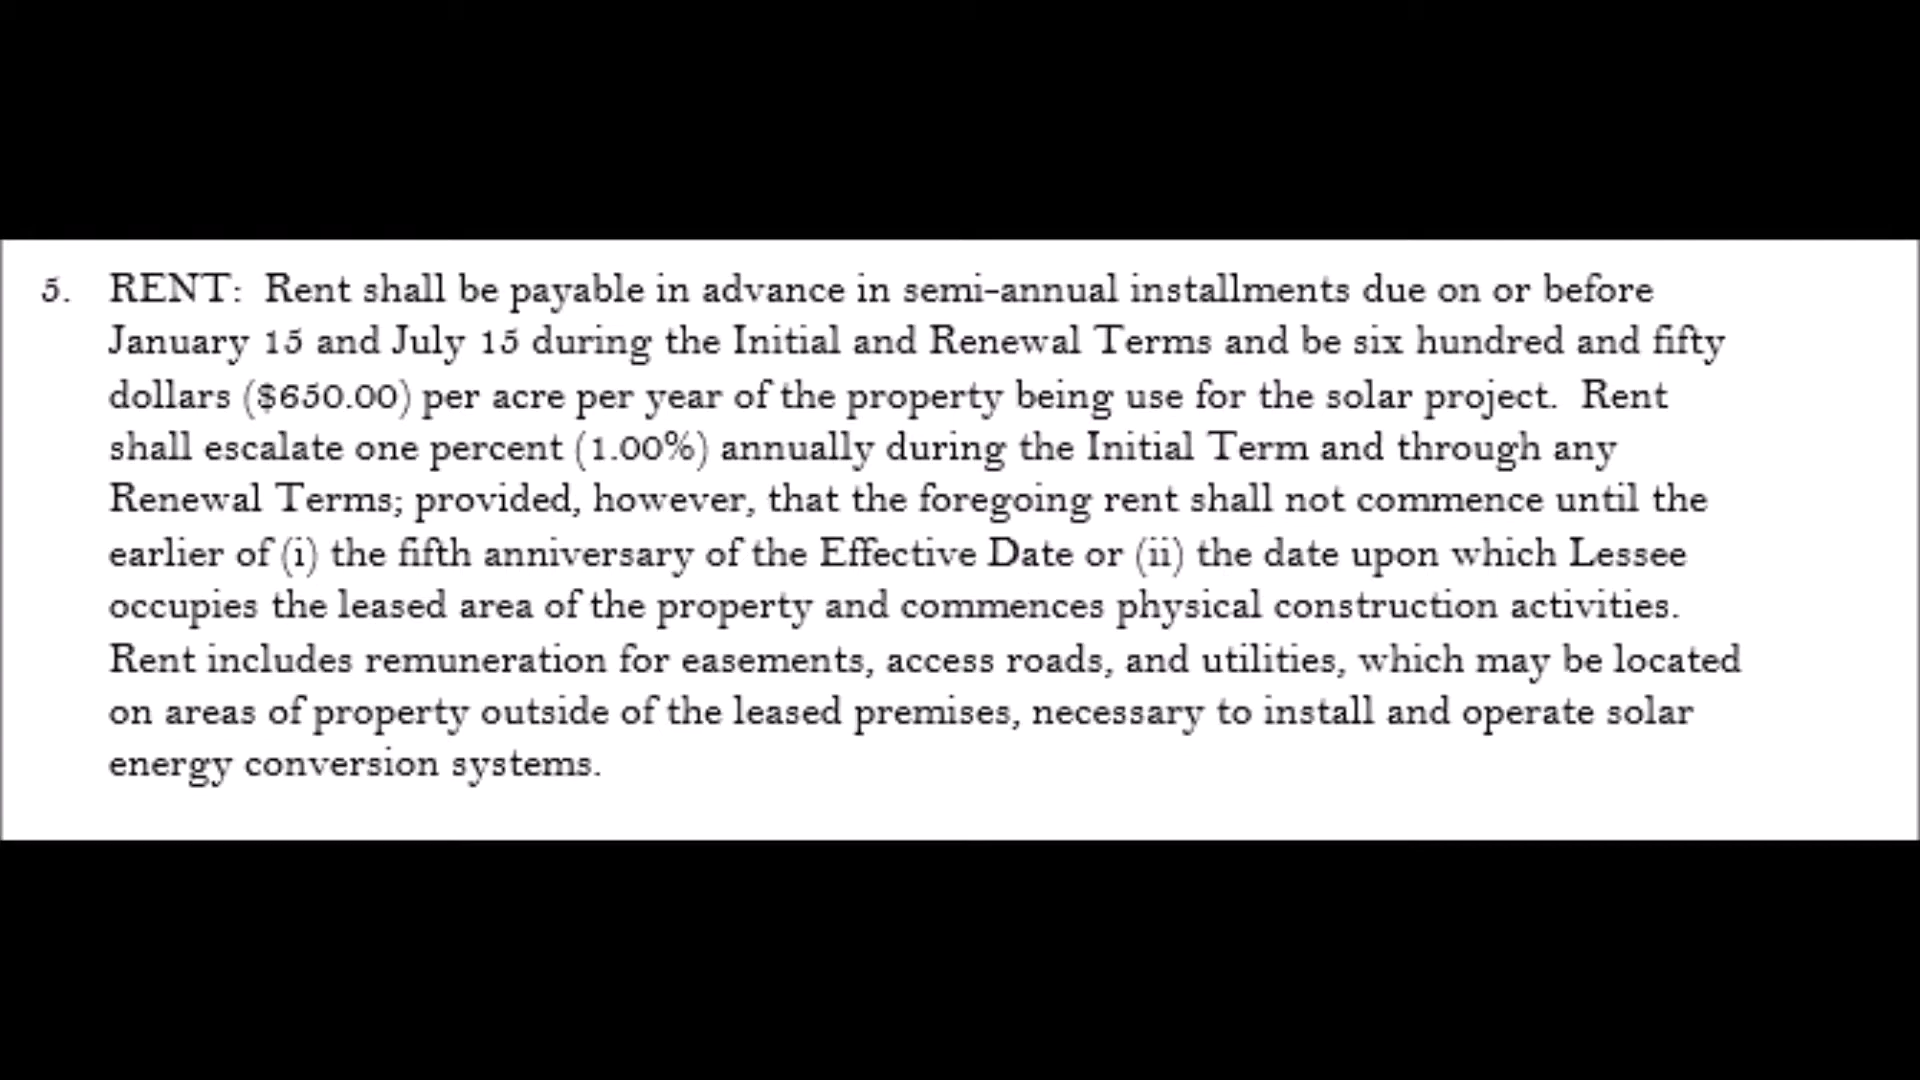 5. RENT: Rent shall be payable in advance in semi-annual installments due on or before
January 15 and July 15 during the Initial and Renewal Terms and be six hundred and fifty
dollars ($650.00) per acre per year of the property being use for the solar project. Rent
shall escalate one percent (1.00%) annually during the Initial Term and through any
Renewal Terms; provided, however, that the foregoing rent shall not commence until the
earlier of (i) the fifth anniversary of the Effective Date or (ii) the date upon which Lessee
occupies the leased area of the property and commences physical construction activities.
Rent includes remuneration for easements, access roads, and utilities, which may be located
on areas of property outside of the leased premises, necessary to install and operate solar
energy conversion systems.